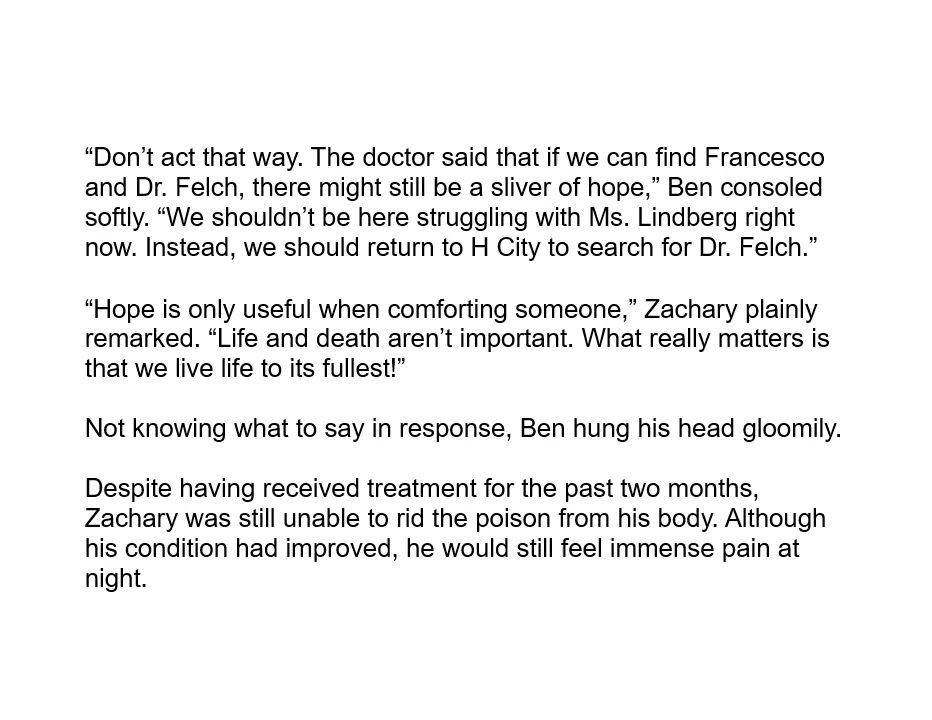 “Don’t act that way. The doctor said that if we can find Francesco
and Dr. Felch, there might still be a sliver of hope,” Ben consoled
softly. “We shouldn’t be here struggling with Ms. Lindberg right
now. Instead, we should return to H City to search for Dr. Felch.”
“Hope is only useful when comforting someone,” Zachary plainly
remarked. “Life and death aren’t important. What really matters is
that we live life to its fullest!”
Not knowing what to say in response, Ben hung his head gloomily.
Despite having received treatment for the past two months,
Zachary was still unable to rid the poison from his body. Although
his condition had improved, he would still feel immense pain at
night.